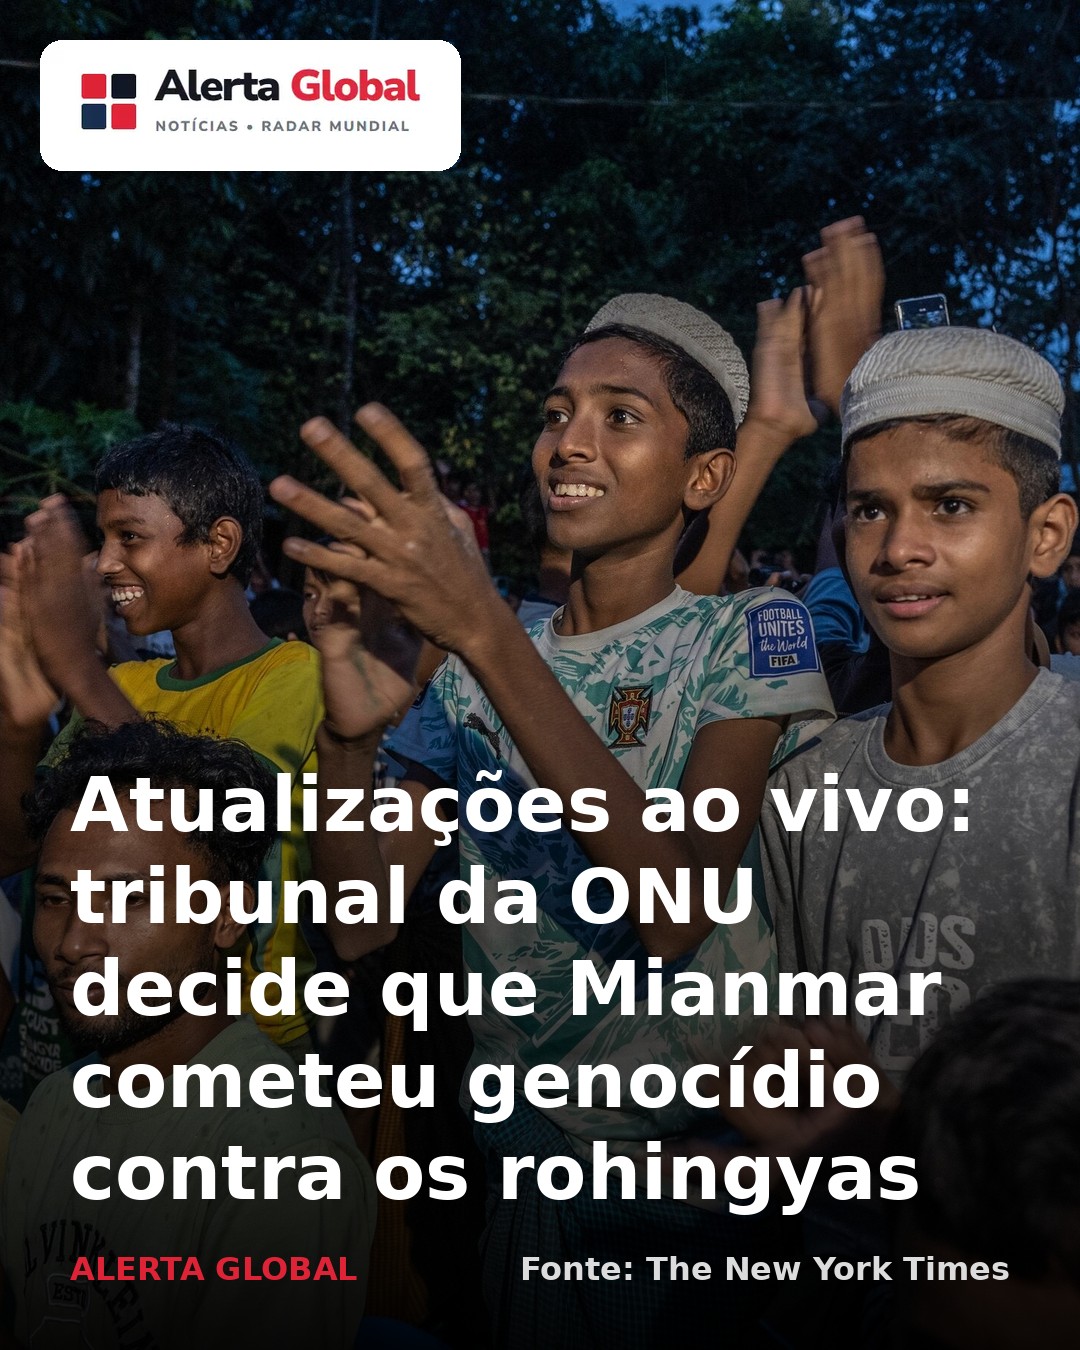 Alerta Global
NOTÍCIAS • RADAR MUNDIAL
FOOTBALL
UNITES
the World
FIFA
Atualizações ao vivo:
tribunal da ONU
decide que Mianmar
cometeu genocídio
contra os rohingyas
ALERTA GLOBAL
Fonte: The New York Times